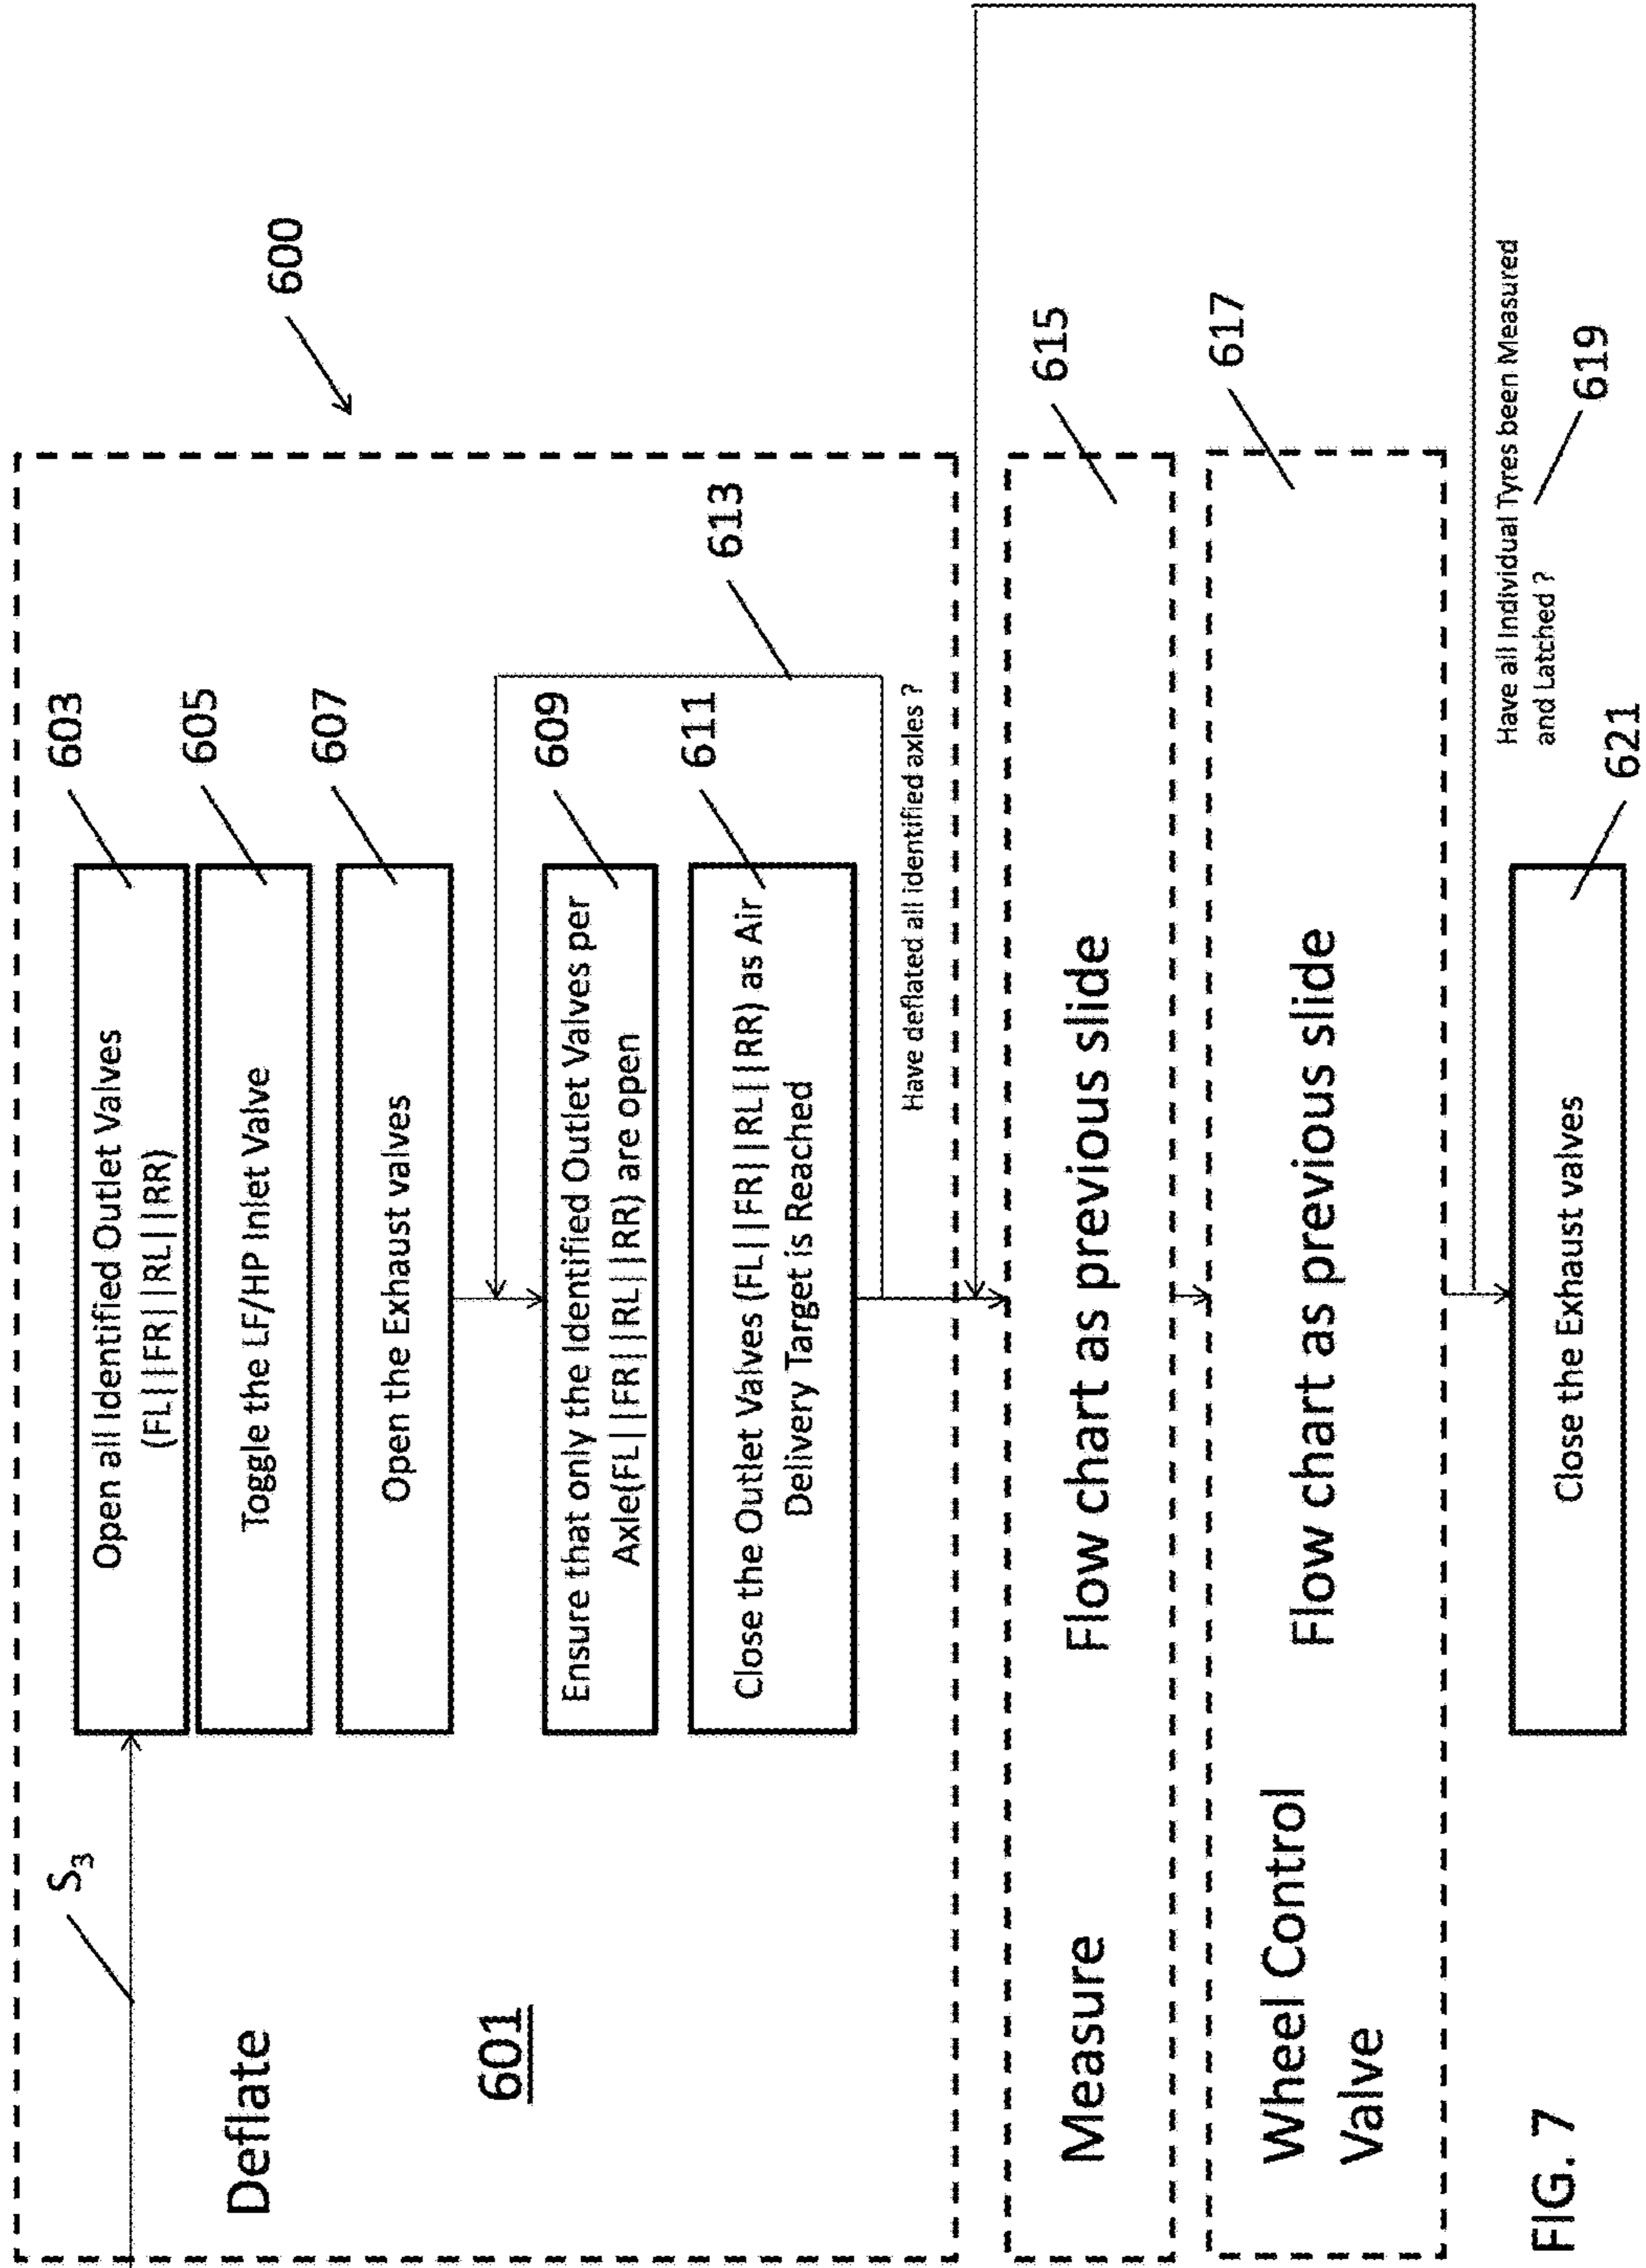 600
S3
Deflate
601
Open all Identified Outlet Valves
(FL||FR||RL||RR)
603
Toggle the LF/HP Inlet Valve
605
Open the Exhaust valves
607
Ensure that only the Identified Outlet Valves per
Axle(FL||FR||RL||RR) are open
609
Close the Outlet Valves (FL||FR||RL||RR) as Air
Delivery Target is Reached
611
613
Have deflated all identified axles ?
Measure
Flow chart as previous slide
615
Wheel Control
Valve
Flow chart as previous slide
617
Have all Individual Tyres been Measured
and Latched ?
619
Close the Exhaust valves
621
FIG. 7